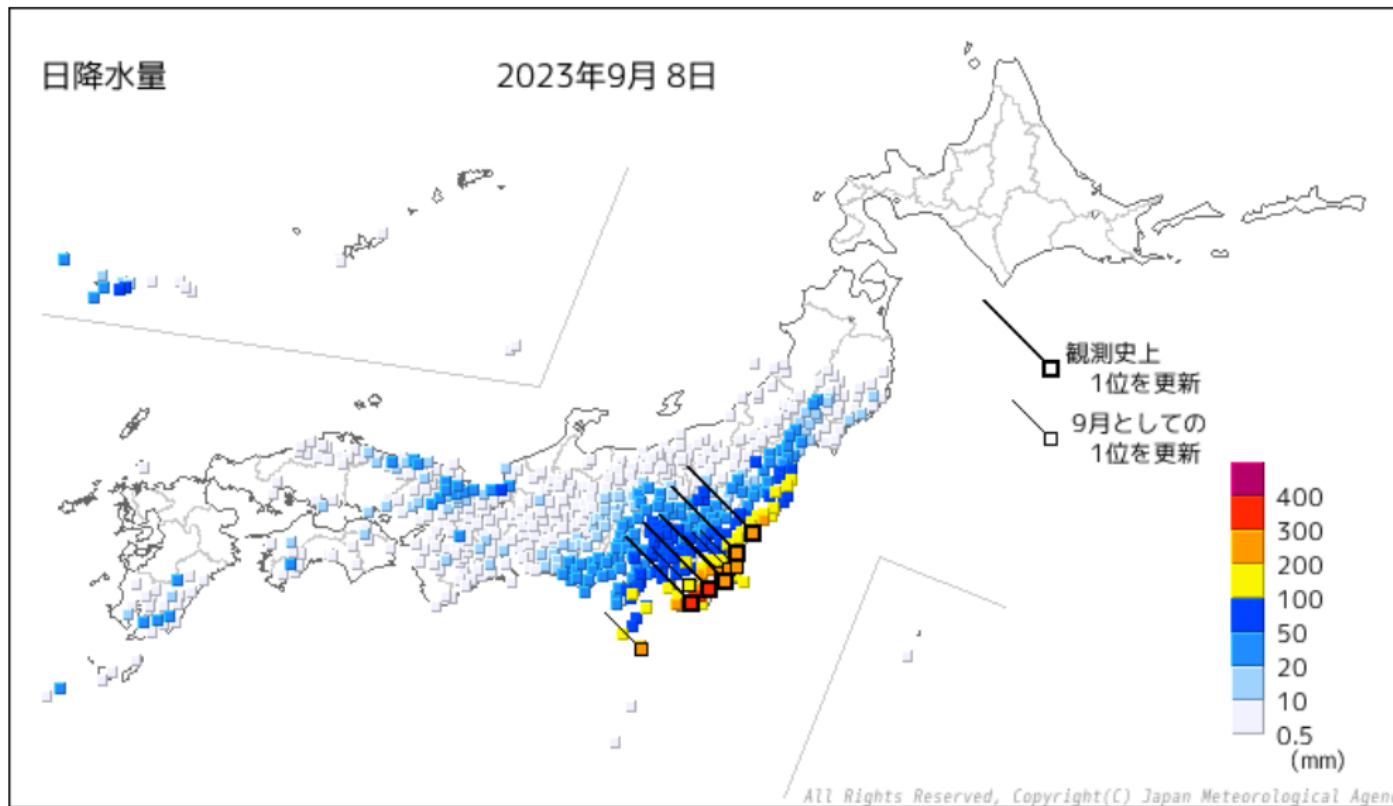 日降水量
2023年9月 8日
観測史上
1位を更新
9月としての
1位を更新
400
300
200
100
50
20
10
0.5
(mm)
All Rights Reserved, Copyright(C) Japan Meteorological Agen